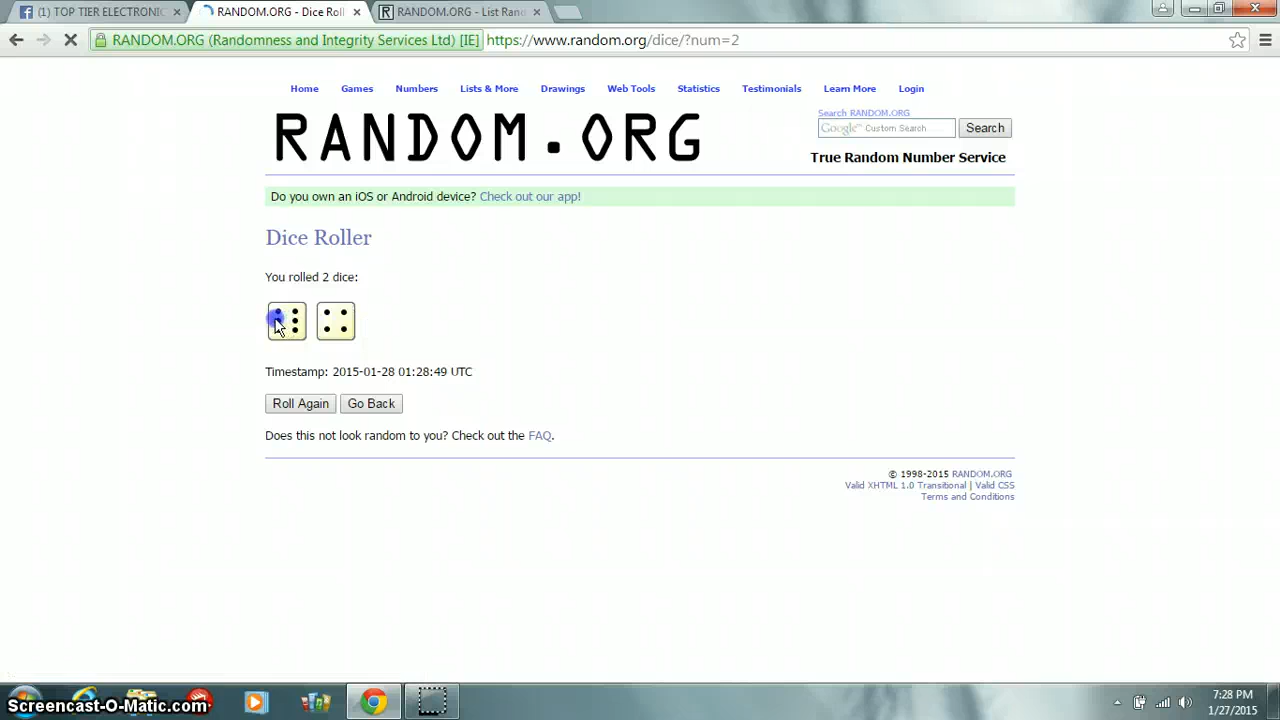 (1) TOP TIER ELECTRONIC
RANDOM.ORG - Dice Roll
RANDOM.ORG - List Rand
RANDOM.ORG (Randomness and Integrity Services Ltd) [IE]
https://www.random.org/dice/?num=2
Home Games Numbers Lists & More Drawings Web Tools Statistics Testimonials Learn More Login
RANDOM.ORG
Search RANDOM.ORG
Google Custom Search
Search
True Random Number Service
Do you own an iOS or Android device? Check out our app!
Dice Roller
You rolled 2 dice:
Timestamp: 2015-01-28 01:28:49 UTC
Roll Again Go Back
Does this not look random to you? Check out the FAQ.
© 1998-2015 RANDOM.ORG
Valid XHTML 1.0 Transitional | Valid CSS
Terms and Conditions
Screencast-O-Matic.com
7:28 PM
1/27/2015